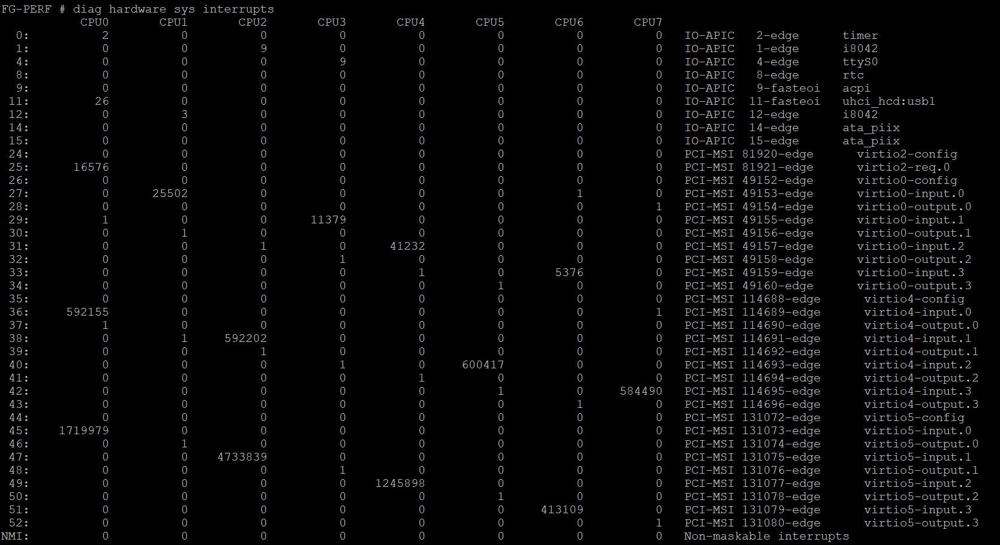 FG-PERF # diag hardware sys interrupts
CPU0 CPU1 CPU2 CPU3 CPU4 CPU5 CPU6 CPU7
0: 2 0 0 0 0 0 0 0 IO-APIC 2-edge timer
1: 0 0 9 0 0 0 0 0 IO-APIC 1-edge i8042
4: 0 0 0 9 0 0 0 0 IO-APIC 4-edge ttyS0
8: 0 0 0 0 0 0 0 0 IO-APIC 8-edge rtc
9: 0 0 0 0 0 0 0 0 IO-APIC 9-fasteoi acpi
11: 26 0 0 0 0 0 0 0 IO-APIC 11-fasteoi uhci_hcd:usb1
12: 0 3 0 0 0 0 0 0 IO-APIC 12-edge i8042
14: 0 0 0 0 0 0 0 0 IO-APIC 14-edge ata_piix
15: 0 0 0 0 0 0 0 0 IO-APIC 15-edge ata_piix
24: 0 0 0 0 0 0 0 0 PCI-MSI 81920-edge virtio2-config
25: 16576 0 0 0 0 0 0 0 PCI-MSI 81921-edge virtio2-req.0
26: 0 0 0 0 0 0 0 0 PCI-MSI 49152-edge virtio0-config
27: 0 25502 0 0 0 0 1 0 PCI-MSI 49153-edge virtio0-input.0
28: 0 0 0 0 0 0 0 1 PCI-MSI 49154-edge virtio0-output.0
29: 1 0 0 11379 0 0 0 0 PCI-MSI 49155-edge virtio0-input.1
30: 0 1 0 0 0 0 0 0 PCI-MSI 49156-edge virtio0-output.1
31: 0 0 1 0 41232 0 0 0 PCI-MSI 49157-edge virtio0-input.2
32: 0 0 0 1 0 0 0 0 PCI-MSI 49158-edge virtio0-output.2
33: 0 0 0 0 1 0 5376 0 PCI-MSI 49159-edge virtio0-input.3
34: 0 0 0 0 0 1 0 0 PCI-MSI 49160-edge virtio0-output.3
35: 0 0 0 0 0 0 0 0 PCI-MSI 114688-edge virtio4-config
36: 592155 0 0 0 0 0 0 1 PCI-MSI 114689-edge virtio4-input.0
37: 1 0 0 0 0 0 0 0 PCI-MSI 114690-edge virtio4-output.0
38: 0 1 592202 0 0 0 0 0 PCI-MSI 114691-edge virtio4-input.1
39: 0 0 1 0 0 0 0 0 PCI-MSI 114692-edge virtio4-output.1
40: 0 0 0 1 0 600417 0 0 PCI-MSI 114693-edge virtio4-input.2
41: 0 0 0 0 1 0 0 0 PCI-MSI 114694-edge virtio4-output.2
42: 0 0 0 0 0 1 0 584490 PCI-MSI 114695-edge virtio4-input.3
43: 0 0 0 0 0 0 1 0 PCI-MSI 114696-edge virtio4-output.3
44: 0 0 0 0 0 0 0 0 PCI-MSI 131072-edge virtio5-config
45: 1719979 0 0 0 0 0 0 0 PCI-MSI 131073-edge virtio5-input.0
46: 0 1 0 0 0 0 0 0 PCI-MSI 131074-edge virtio5-output.0
47: 0 0 4733839 0 0 0 0 0 PCI-MSI 131075-edge virtio5-input.1
48: 0 0 0 1 0 0 0 0 PCI-MSI 131076-edge virtio5-output.1
49: 0 0 0 0 1245898 0 0 0 PCI-MSI 131077-edge virtio5-input.2
50: 0 0 0 0 0 1 0 0 PCI-MSI 131078-edge virtio5-output.2
51: 0 0 0 0 0 0 413109 0 PCI-MSI 131079-edge virtio5-input.3
52: 0 0 0 0 0 0 0 1 PCI-MSI 131080-edge virtio5-output.3
NMI: 0 0 0 0 0 0 0 0 Non-maskable interrupts